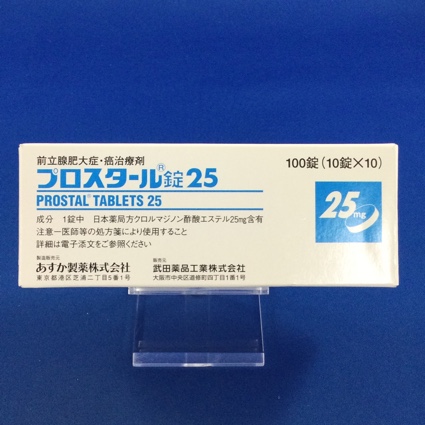 前立腺肥大症・癌治療剤
プロスタール®錠25
PROSTAL® TABLETS 25
100錠(10錠×10)
25mg
成分 1錠中 日本薬局方クロルマジノン酢酸エステル25mg含有
注意－医師等の処方箋により使用すること
詳細は電子添文をご参照ください
製造販売元
あすか製薬株式会社
東京都港区芝浦二丁目5番1号
販売元
武田薬品工業株式会社
大阪市中央区道修町四丁目1番1号